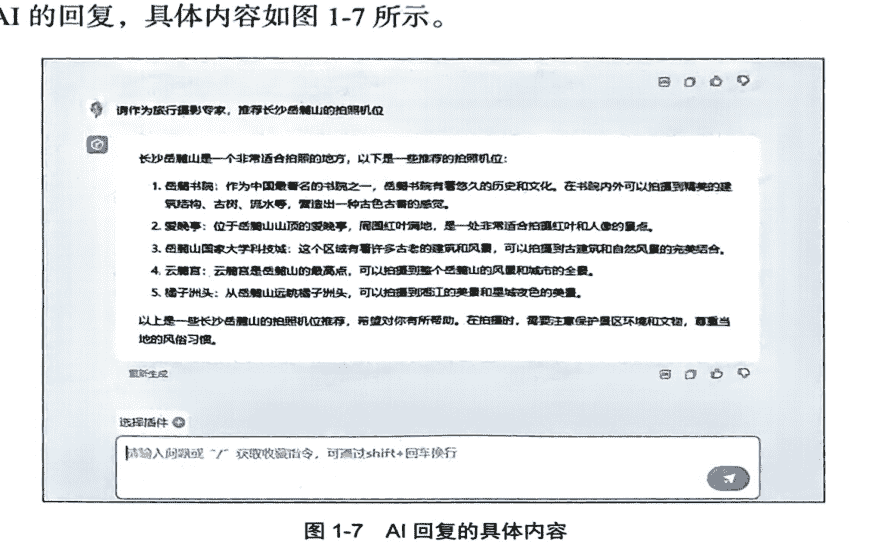 AI 的回复，具体内容如图 1-7 所示。
请作为旅行摄影专家，推荐长沙岳麓山的拍照机位
长沙岳麓山是一个非常适合拍照的地方，以下是一些推荐的拍照机位：
1. 岳麓书院：作为中国最著名的书院之一，岳麓书院有着悠久的历史和文化。在书院内外可以拍摄到精美的建
筑结构、古树、流水等，营造出一种古色古香的感觉。
2. 爱晚亭：位于岳麓山山顶的爱晚亭，周围红叶满地，是一处非常适合拍摄红叶和人像的景点。
3. 岳麓山国家大学科技城：这个区域有着许多古老的建筑和风景，可以拍摄到古建筑和自然风景的完美结合。
4. 云麓宫：云麓宫是岳麓山的最高点，可以拍摄到整个岳麓山的风景和城市的全景。
5. 橘子洲头：从岳麓山远眺橘子洲头，可以拍摄到湘江的美景和星城夜色的美景。
以上是一些长沙岳麓山的拍照机位推荐，希望对你有所帮助。在拍摄时，需要注意保护景区环境和文物，尊重当
地的风俗习惯。
重新生成
选择插件
请输入问题或 "/" 获取收藏指令，可通过shift+回车换行
图 1-7 AI 回复的具体内容